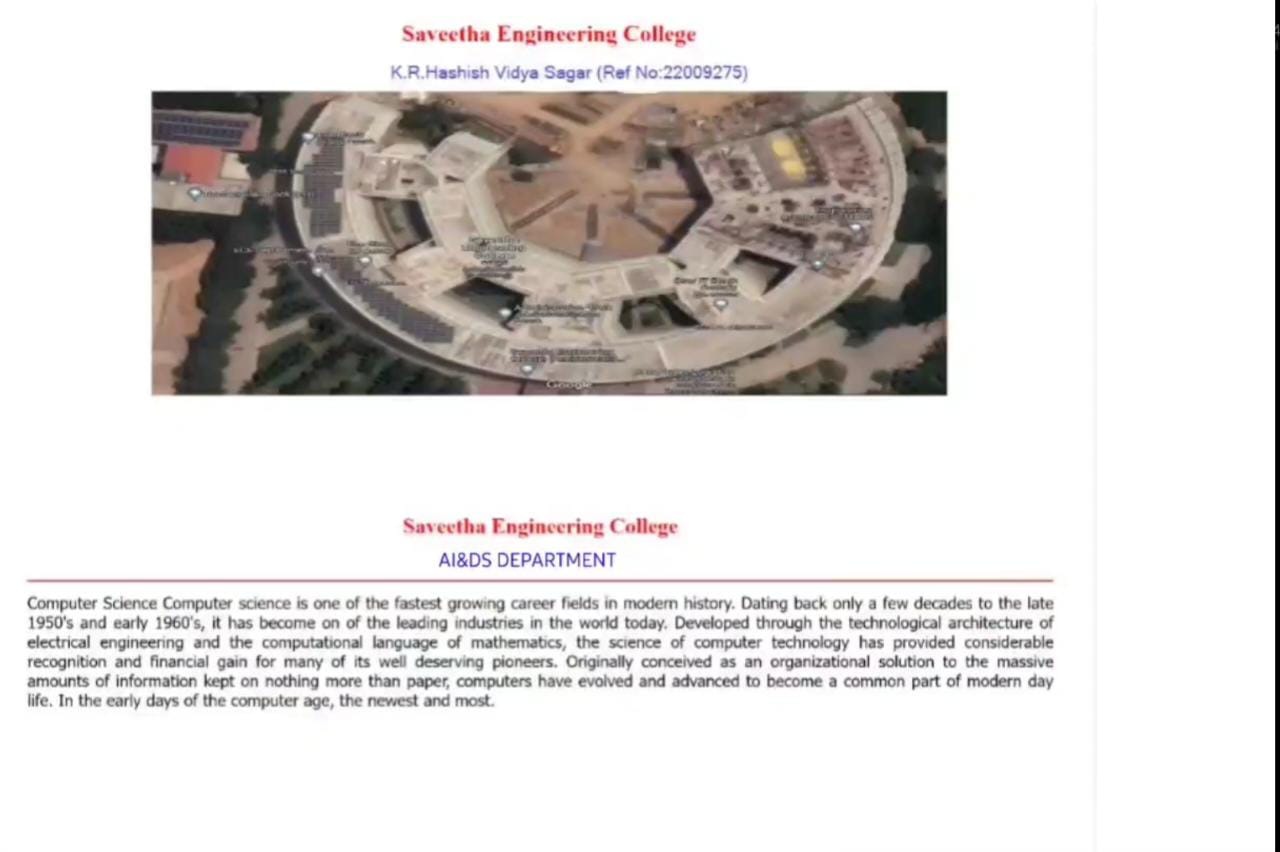 Saveetha Engineering College
K.R.Hashish Vidya Sagar (Ref No:22009275)
Google
Saveetha Engineering College
AI&DS DEPARTMENT
Computer Science Computer science is one of the fastest growing career fields in modern history. Dating back only a few decades to the late
1950's and early 1960's, it has become on of the leading industries in the world today. Developed through the technological architecture of
electrical engineering and the computational language of mathematics, the science of computer technology has provided considerable
recognition and financial gain for many of its well deserving pioneers. Originally conceived as an organizational solution to the massive
amounts of information kept on nothing more than paper, computers have evolved and advanced to become a common part of modern day
life. In the early days of the computer age, the newest and most.